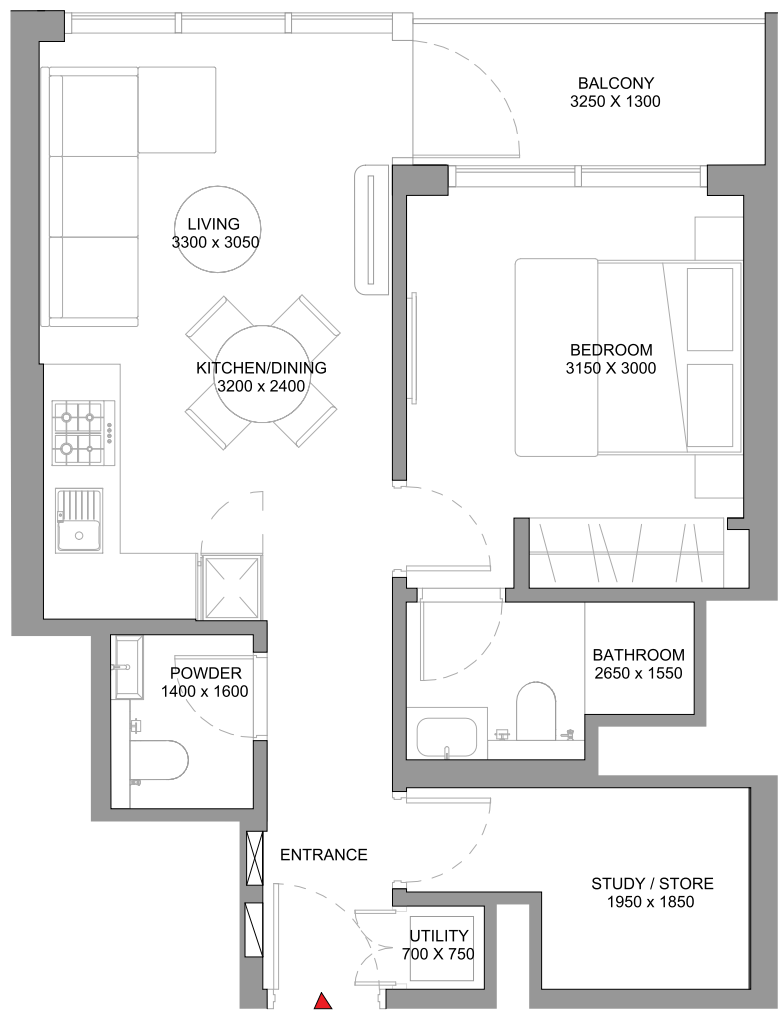 BALCONY
3250 X 1300
LIVING
3300 x 3050
KITCHEN/DINING
3200 x 2400
BEDROOM
3150 X 3000
BATHROOM
2650 x 1550
POWDER
1400 x 1600
ENTRANCE
STUDY / STORE
1950 x 1850
UTILITY
700 X 750